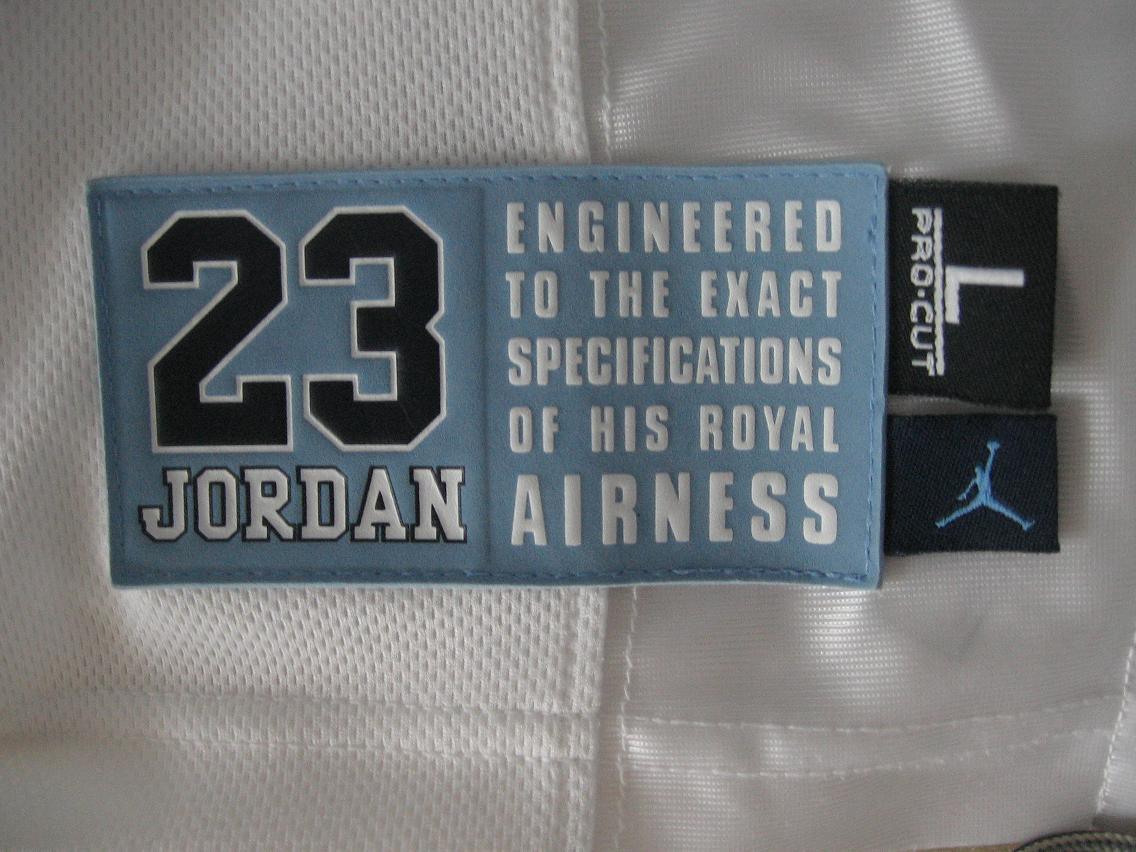 23
JORDAN
ENGINEERED
TO THE EXACT
SPECIFICATIONS
OF HIS ROYAL
AIRNESS
L
PRO•CUT